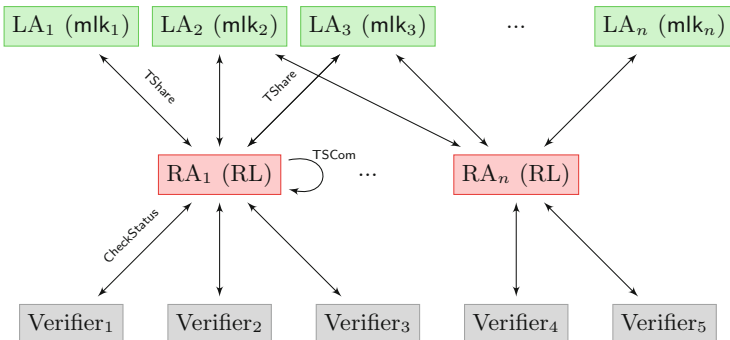 LA₁ (mlk₁) LA₂ (mlk₂) LA₃ (mlk₃) ... LAₙ (mlkₙ)
TShare TShare
TSCom
RA₁ (RL) ... RAₙ (RL)
CheckStatus
Verifier₁ Verifier₂ Verifier₃ Verifier₄ Verifier₅